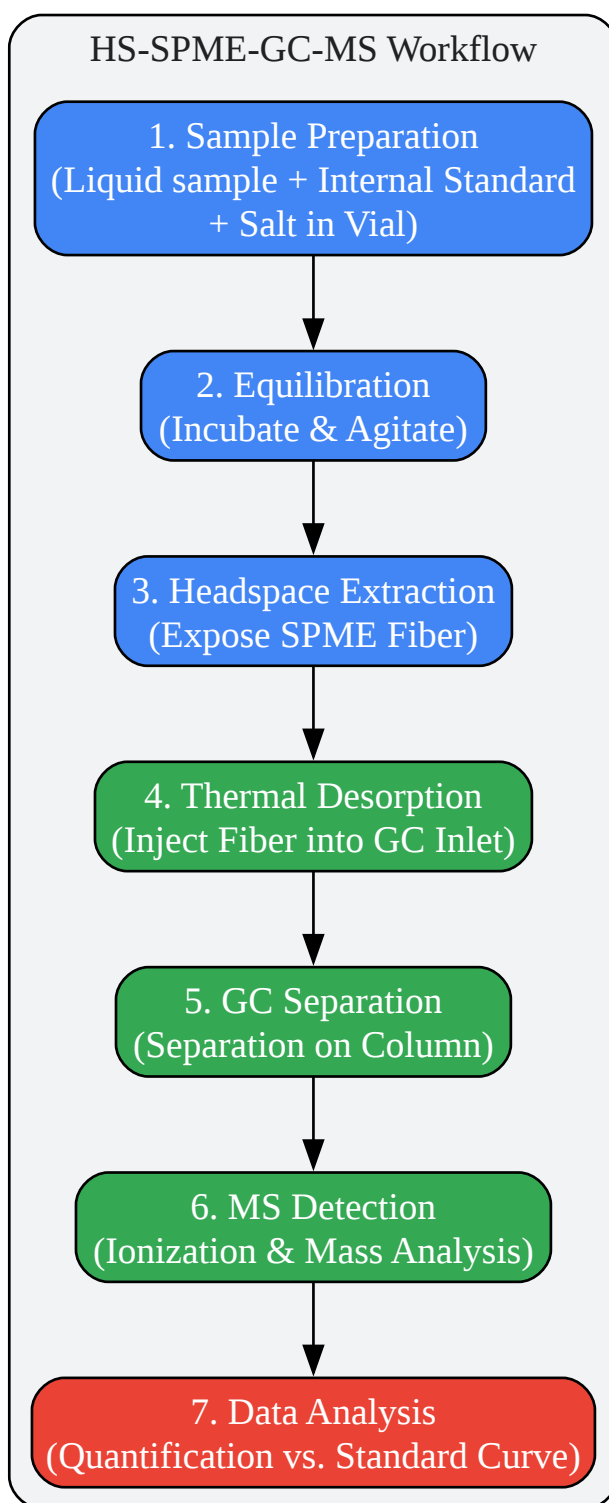 HS-SPME-GC-MS Workflow
1. Sample Preparation
(Liquid sample + Internal Standard
+ Salt in Vial)
2. Equilibration
(Incubate & Agitate)
3. Headspace Extraction
(Expose SPME Fiber)
4. Thermal Desorption
(Inject Fiber into GC Inlet)
5. GC Separation
(Separation on Column)
6. MS Detection
(Ionization & Mass Analysis)
7. Data Analysis
(Quantification vs. Standard Curve)